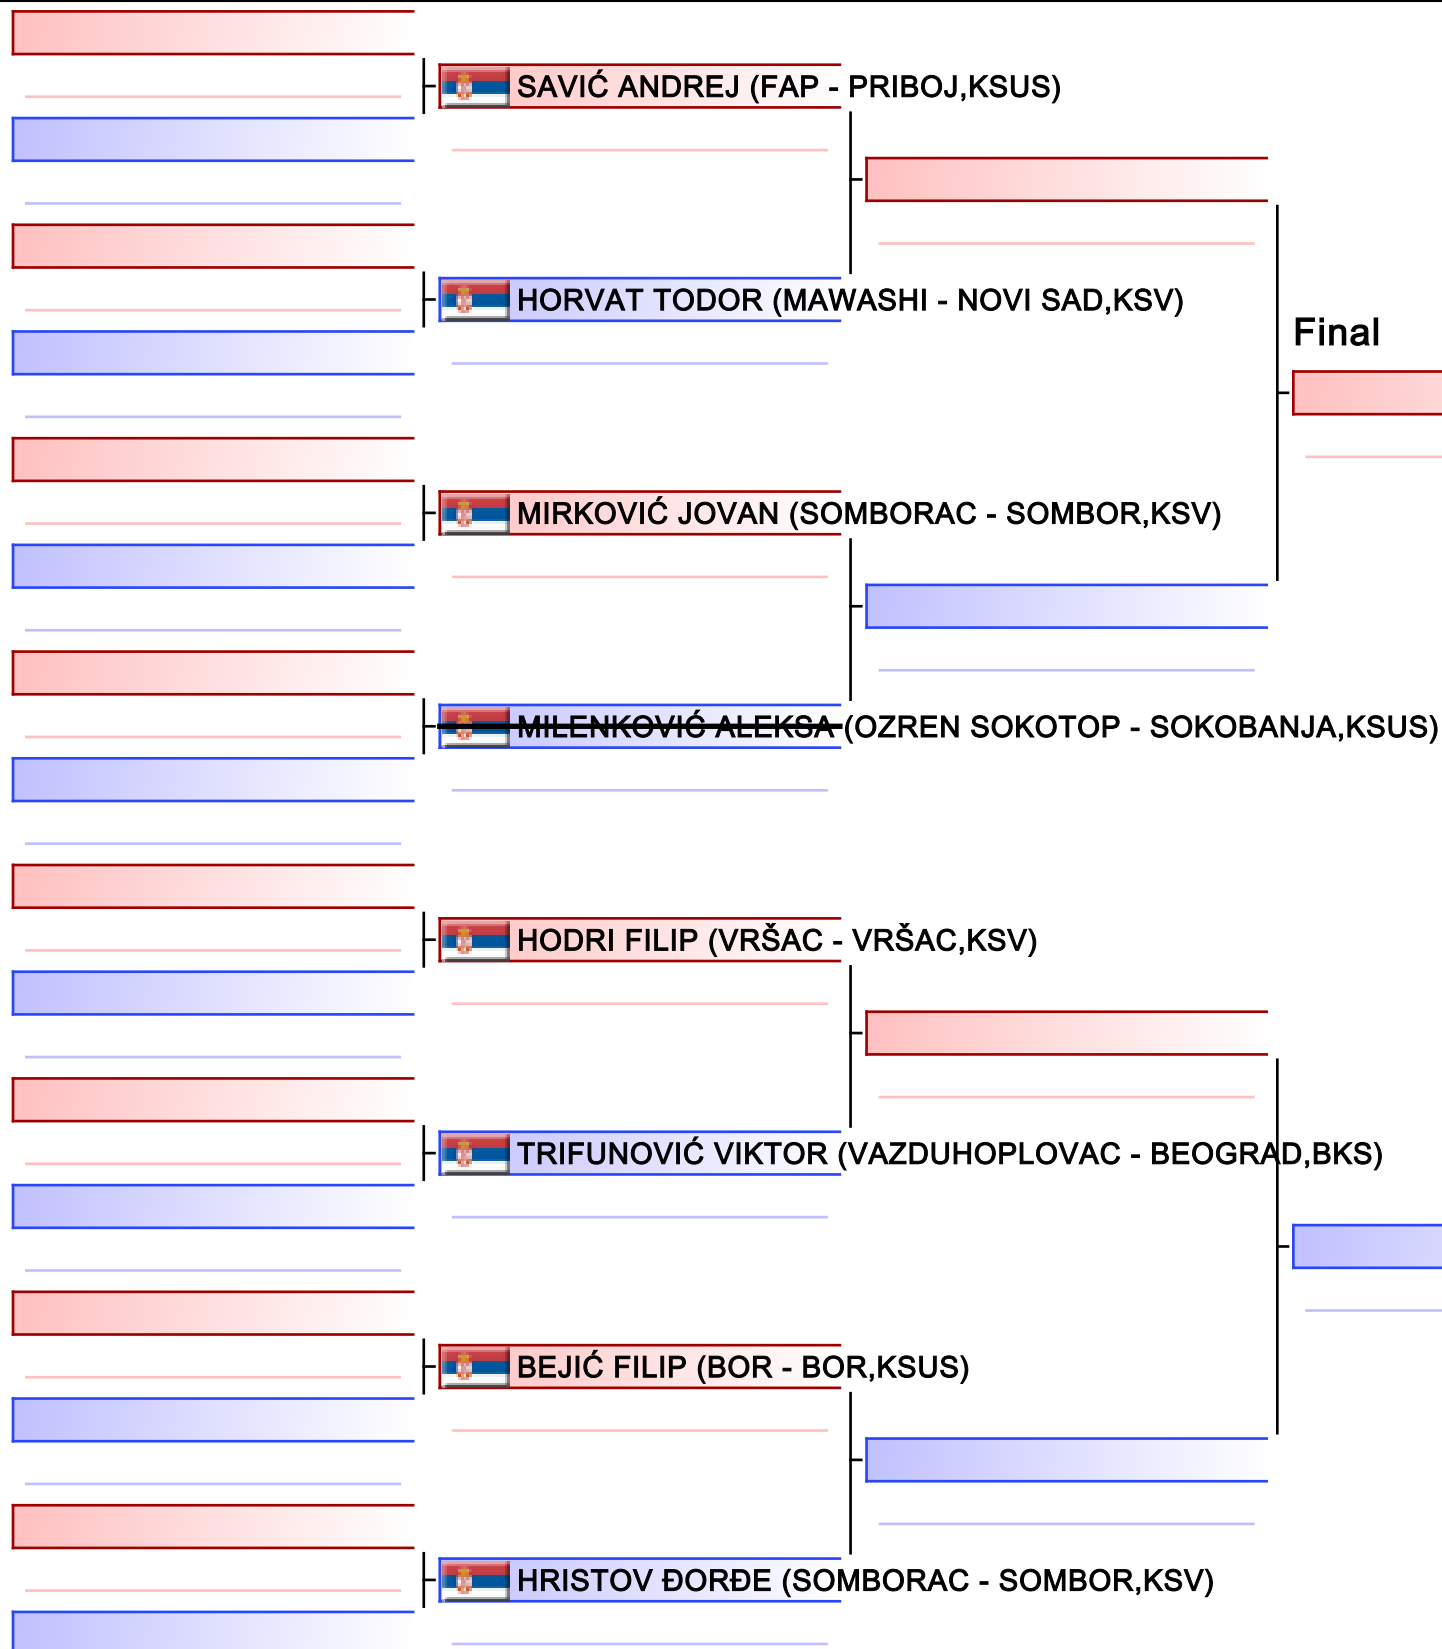 SAVIĆ ANDREJ (FAP - PRIBOJ,KSUS)
HORVAT TODOR (MAWASHI - NOVI SAD,KSV)
Final
MIRKOVIĆ JOVAN (SOMBORAC - SOMBOR,KSV)
MILENKOVIĆ ALEKSA (OZREN SOKOTOP - SOKOBANJA,KSUS)
HODRI FILIP (VRŠAC - VRŠAC,KSV)
TRIFUNOVIĆ VIKTOR (VAZDUHOPLOVAC - BEOGRAD,BKS)
BEJIĆ FILIP (BOR - BOR,KSUS)
HRISTOV ĐORĐE (SOMBORAC - SOMBOR,KSV)